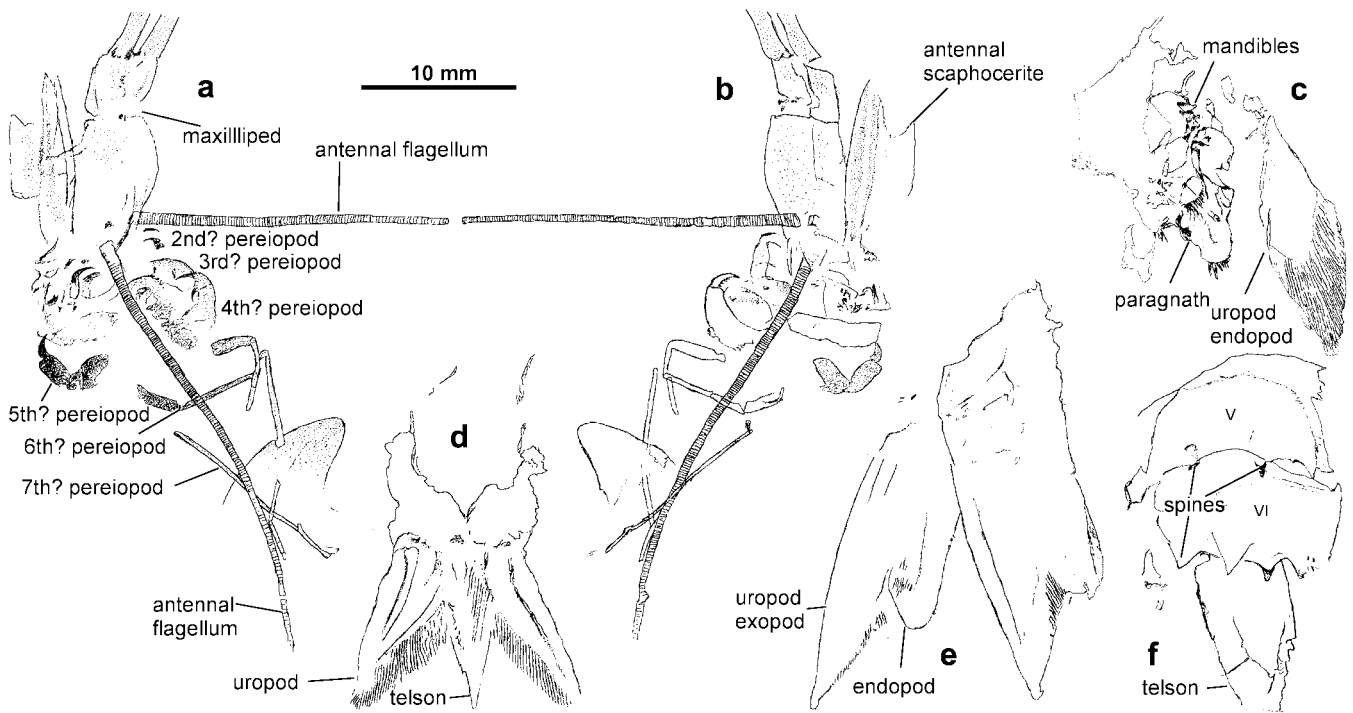 a
maxillliped
antennal flagellum
10 mm
b
antennal
scaphocerite
mandibles
c
paragnath
uropod
endopod
2nd? pereiopod
3rd? pereiopod
4th? pereiopod
5th? pereiopod
6th? pereiopod
7th? pereiopod
antennal
flagellum
d
uropod
telson
uropod
exopod
endopod
e
V
spines
VI
f
telson